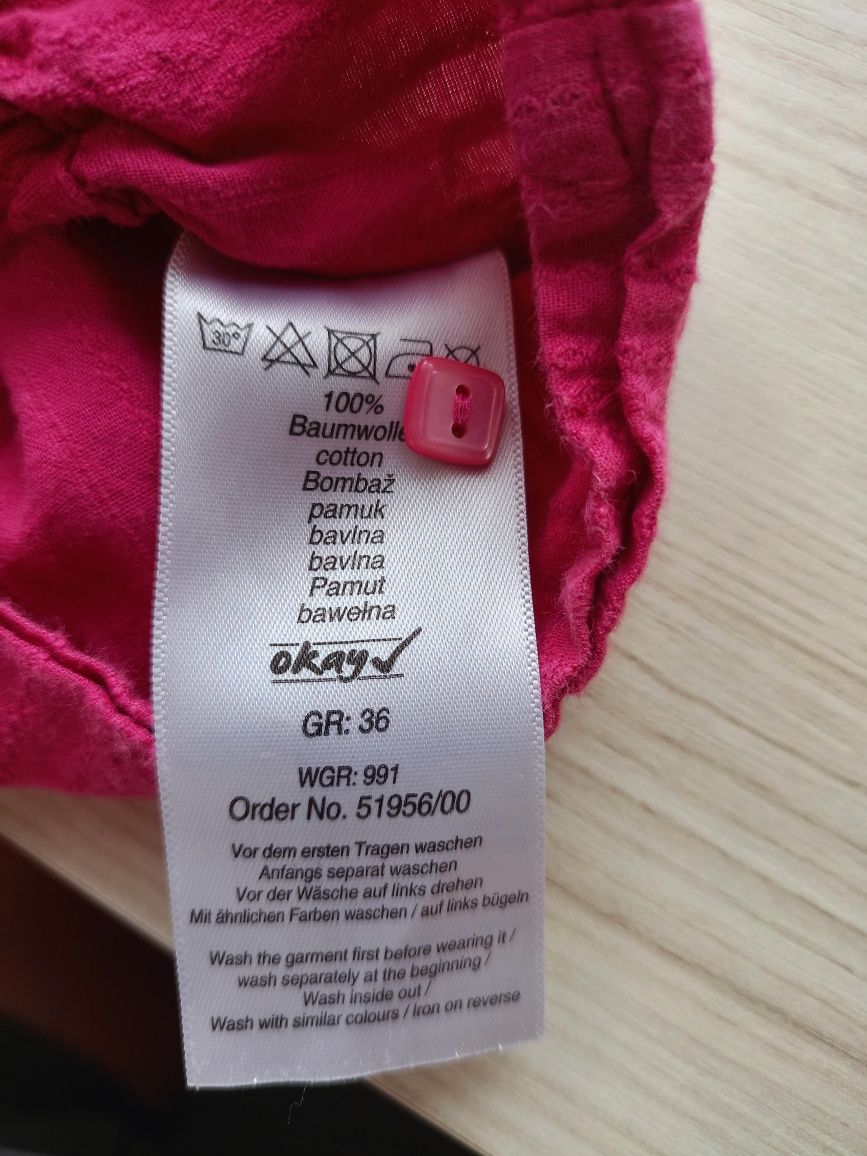 30°
100%
Baumwolle
cotton
Bombaž
pamuk
bavlna
bavlna
Pamut
bawełna
okay
GR: 36
WGR: 991
Order No. 51956/00
Vor dem ersten Tragen waschen
Anfangs separat waschen
Vor der Wäsche auf links drehen
Mit ähnlichen Farben waschen / auf links bügeln
Wash the garment first before wearing it /
wash separately at the beginning /
Wash inside out /
Wash with similar colours / Iron on reverse